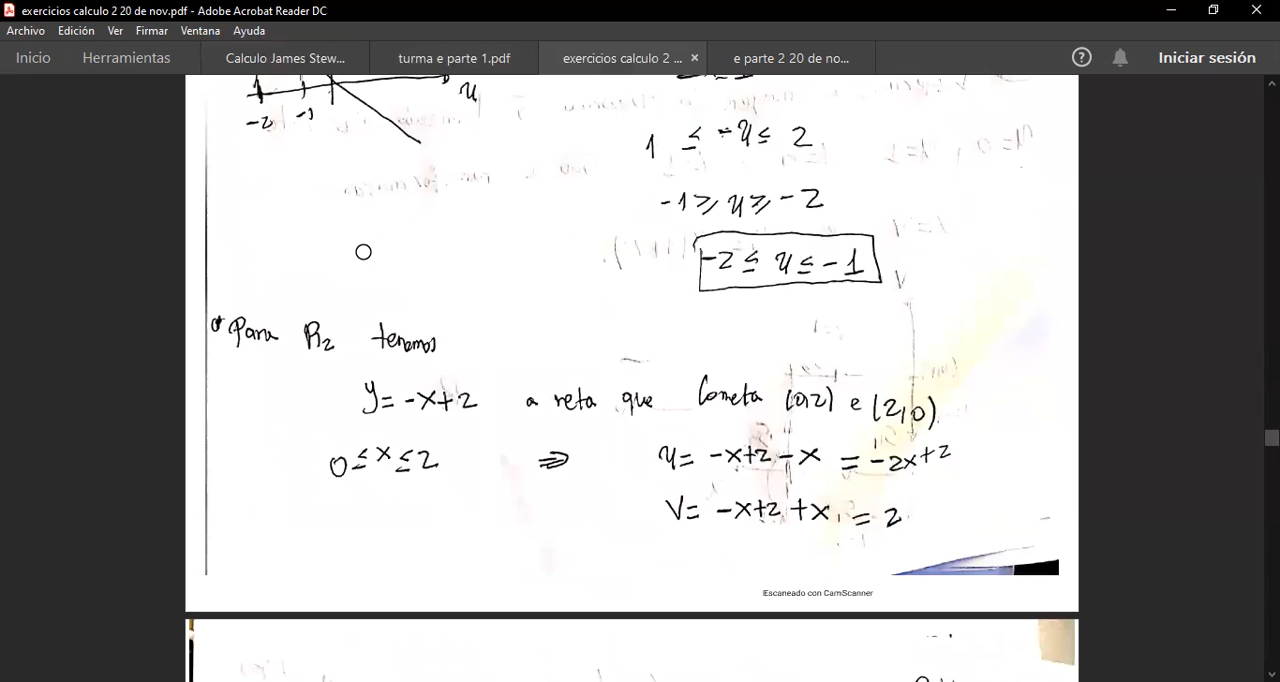 exercicios calculo 2 20 de nov.pdf - Adobe Acrobat Reader DC
Archivo Edición Ver Firmar Ventana Ayuda
Inicio Herramientas Calculo James Stew... turma e parte 1.pdf exercicios calculo 2 ... × e parte 2 20 de no... Iniciar sesión
u
-2 -1
1 ≤ -u ≤ 2
-1 ≥ u ≥ -2
-2 ≤ u ≤ -1
Para R2 tenemos
y = -x+2 a reta que coneta (0,2) e (2,0)
0 ≤ x ≤ 2 ⇒ u = -x+2 -x = -2x+2
V = -x+2 +x = 2
Escaneado con CamScanner